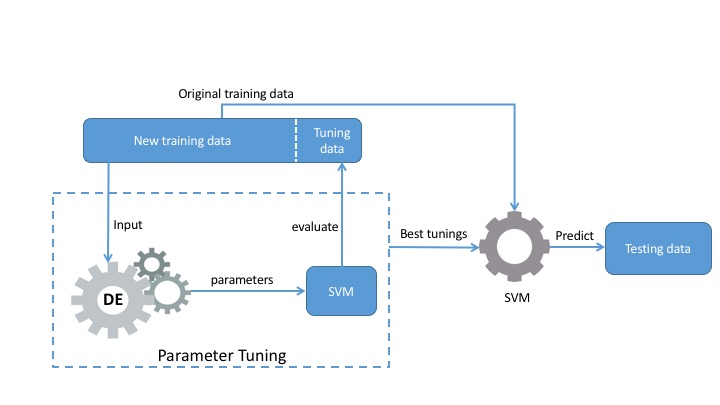 Original training data
New training data
Tuning
data
Input
evaluate
Best tunings
Predict
Testing data
parameters
DE
SVM
SVM
Parameter Tuning